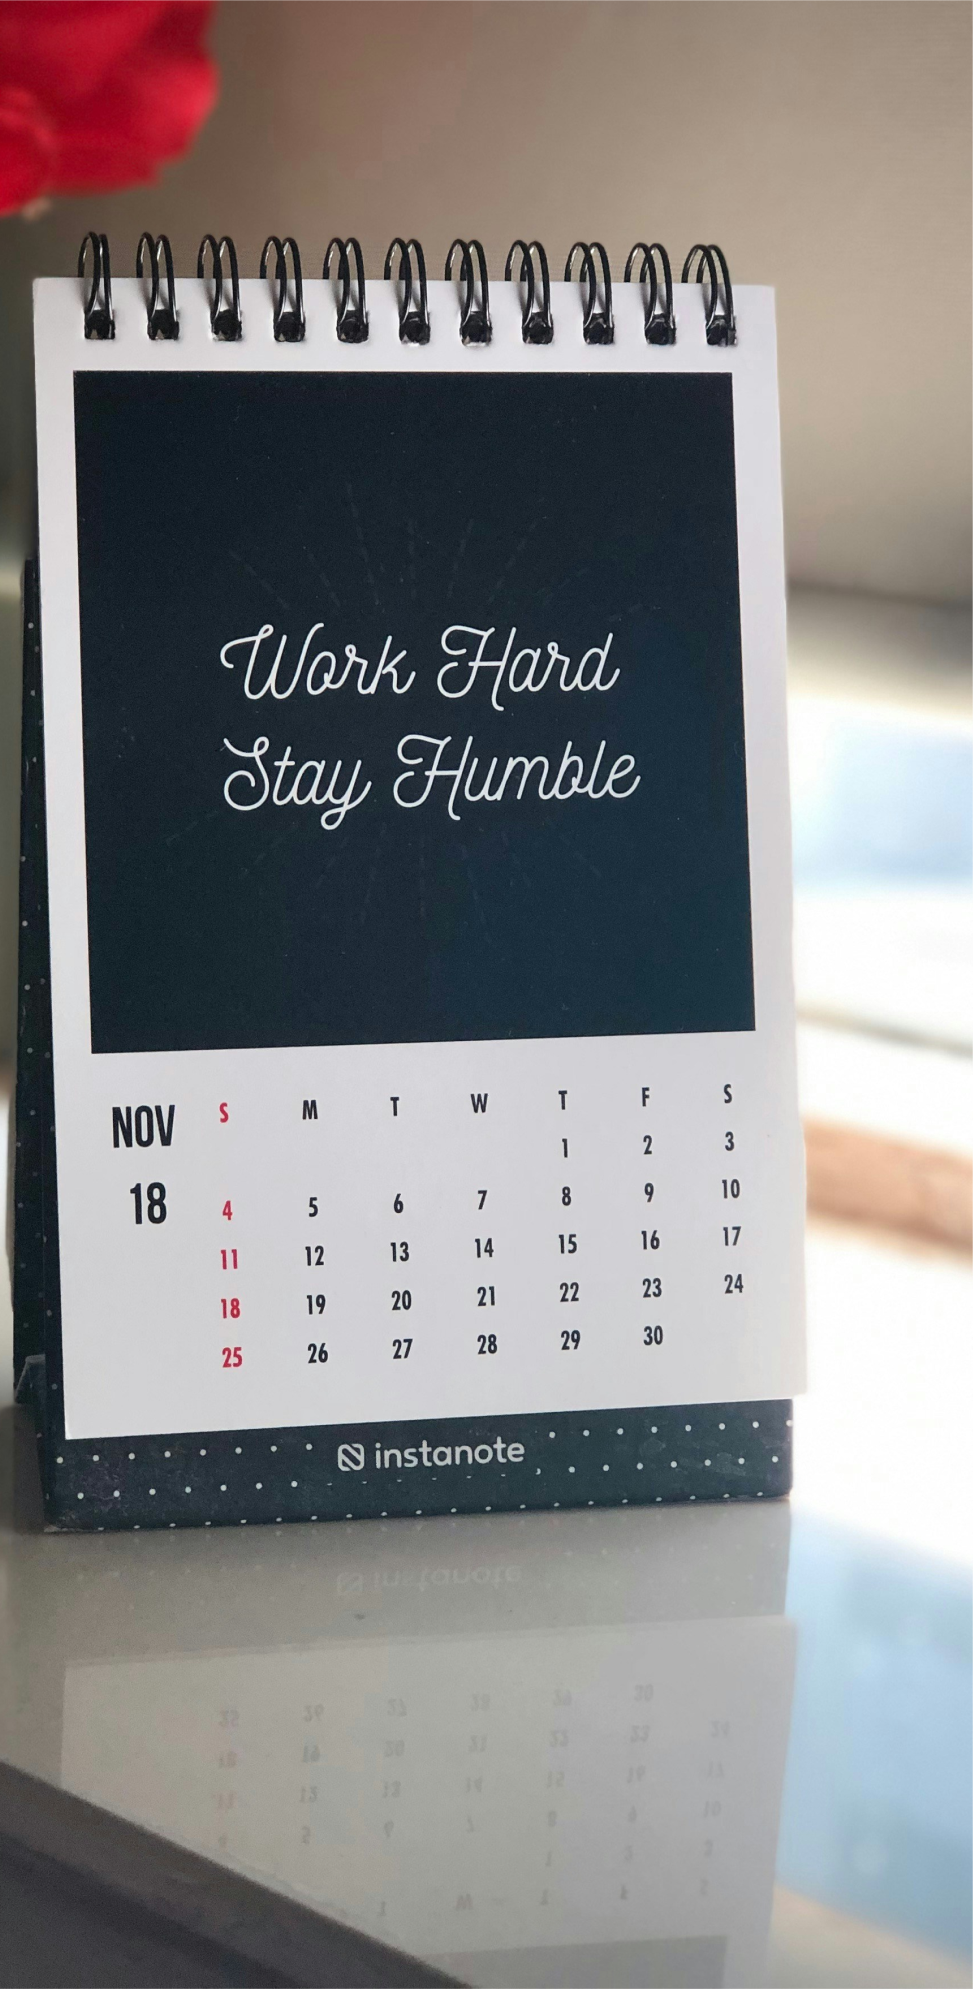 Work Hard
Stay Humble
NOV
18
S M T W T F S
1 2 3
4 5 6 7 8 9 10
11 12 13 14 15 16 17
18 19 20 21 22 23 24
25 26 27 28 29 30
instanote